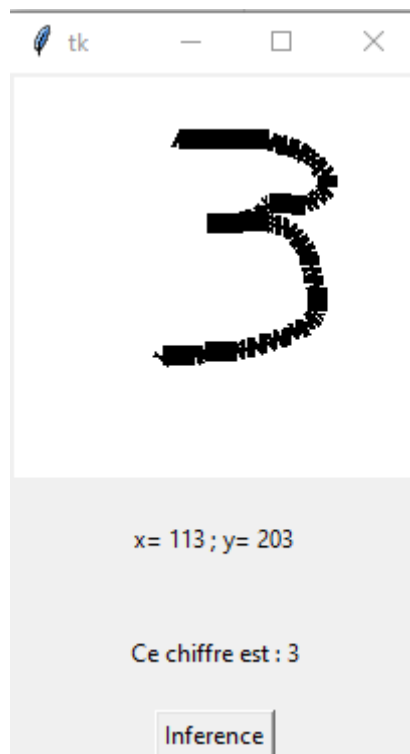 tk
3
x= 113 ; y= 203
Ce chiffre est : 3
Inference